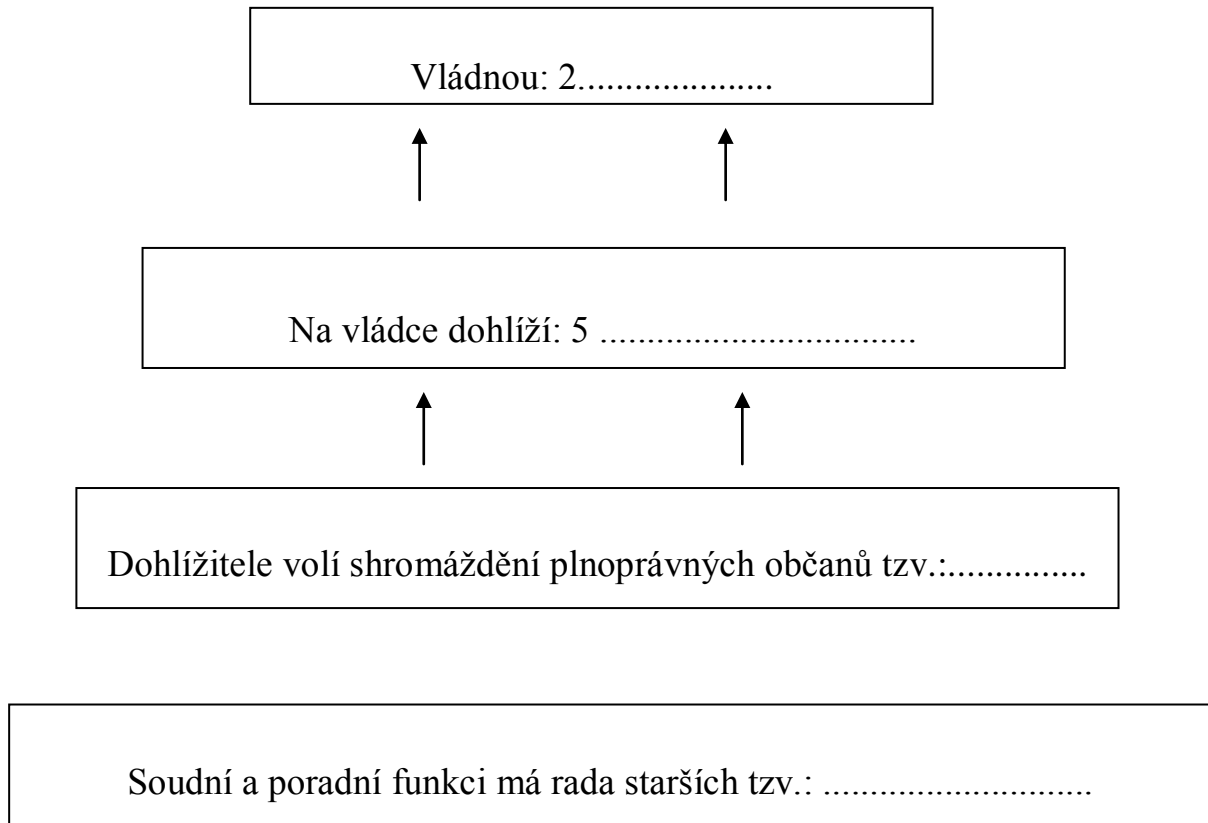 Vládnou: 2.....................
Na vládce dohlíží: 5 .................................
Dohlížitele volí shromáždění plnoprávných občanů tzv.:...............
Soudní a poradní funkci má rada starších tzv.: ............................